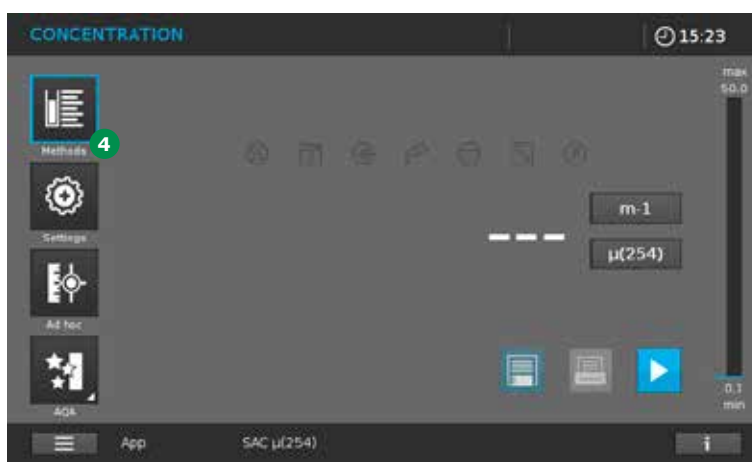 CONCENTRATION
15:23
max
50.0
Methods
4
Settings
m-1
--- 
µ(254)
Ad hoc
AQA
0.1
min
App
SAC µ(254)
i